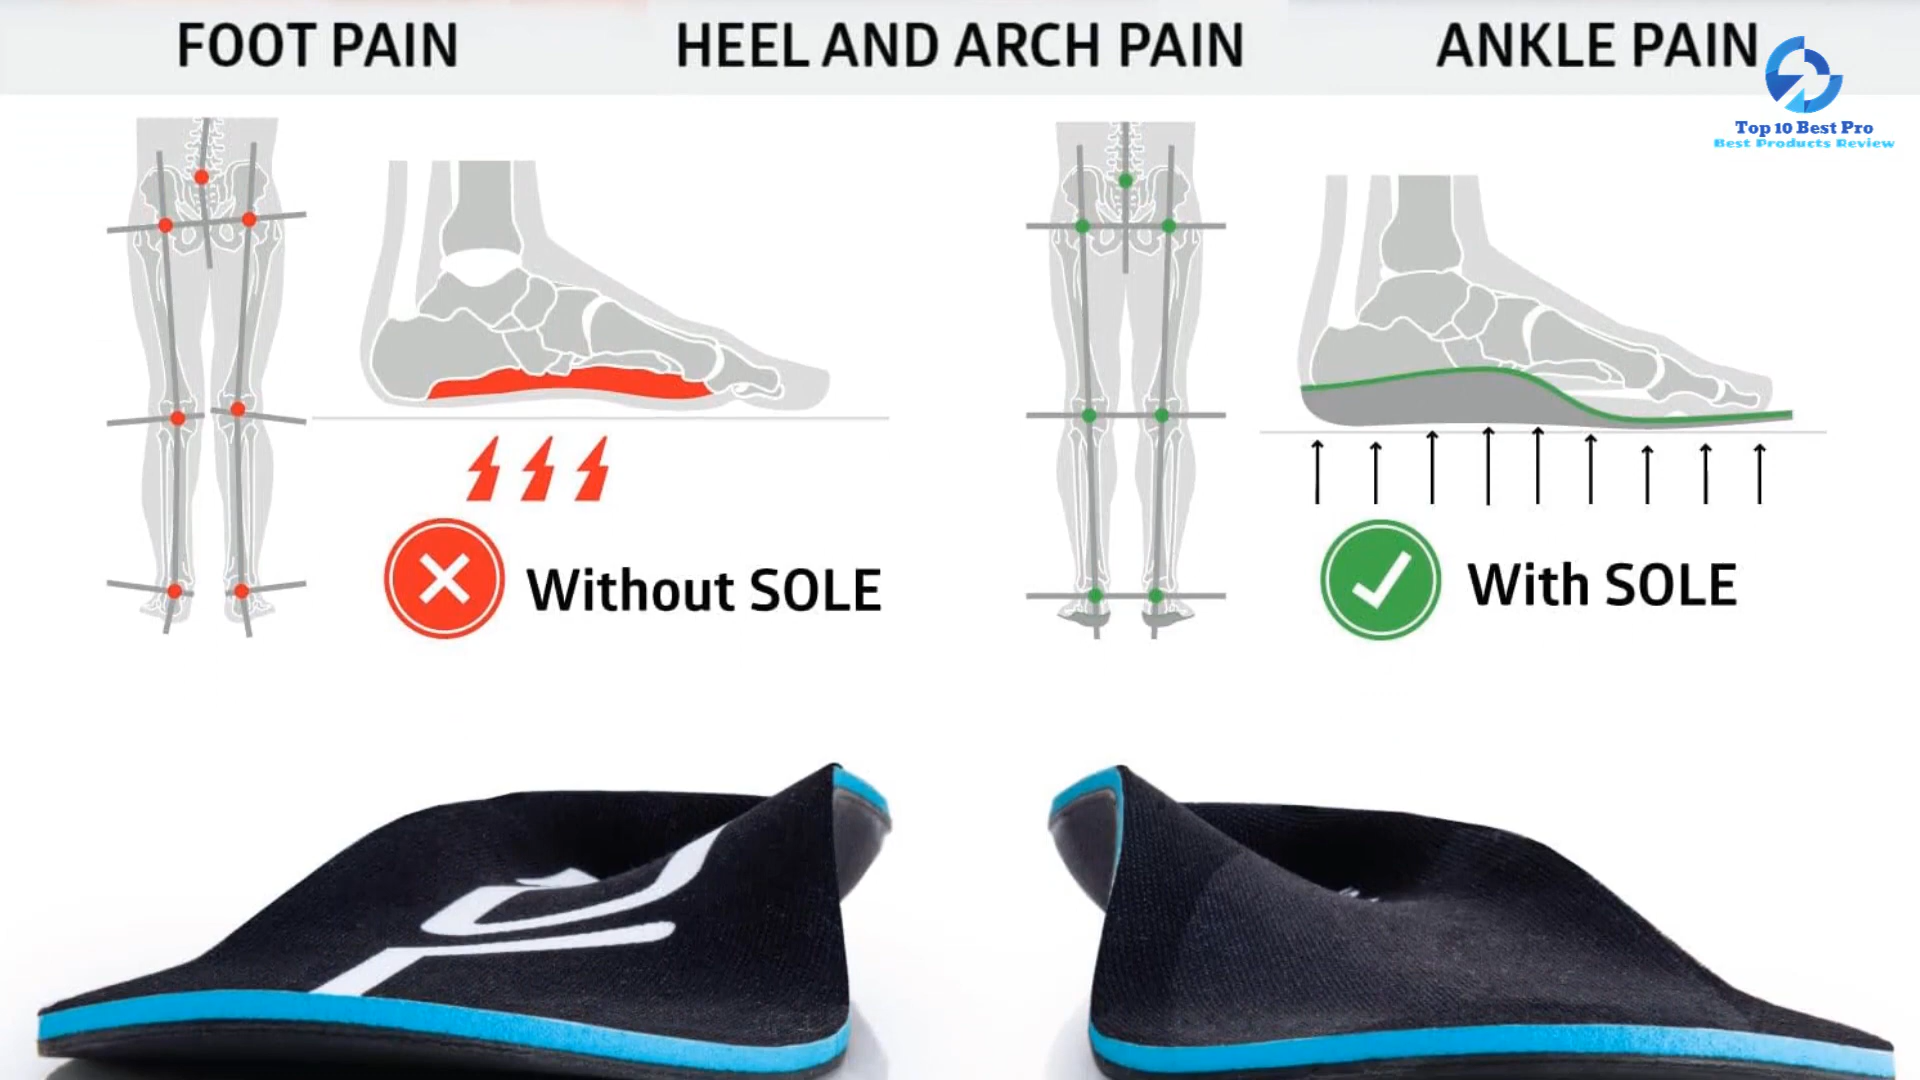 FOOT PAIN
HEEL AND ARCH PAIN
ANKLE PAIN
Top 10 Best Pro
Best Products Review
Without SOLE
With SOLE